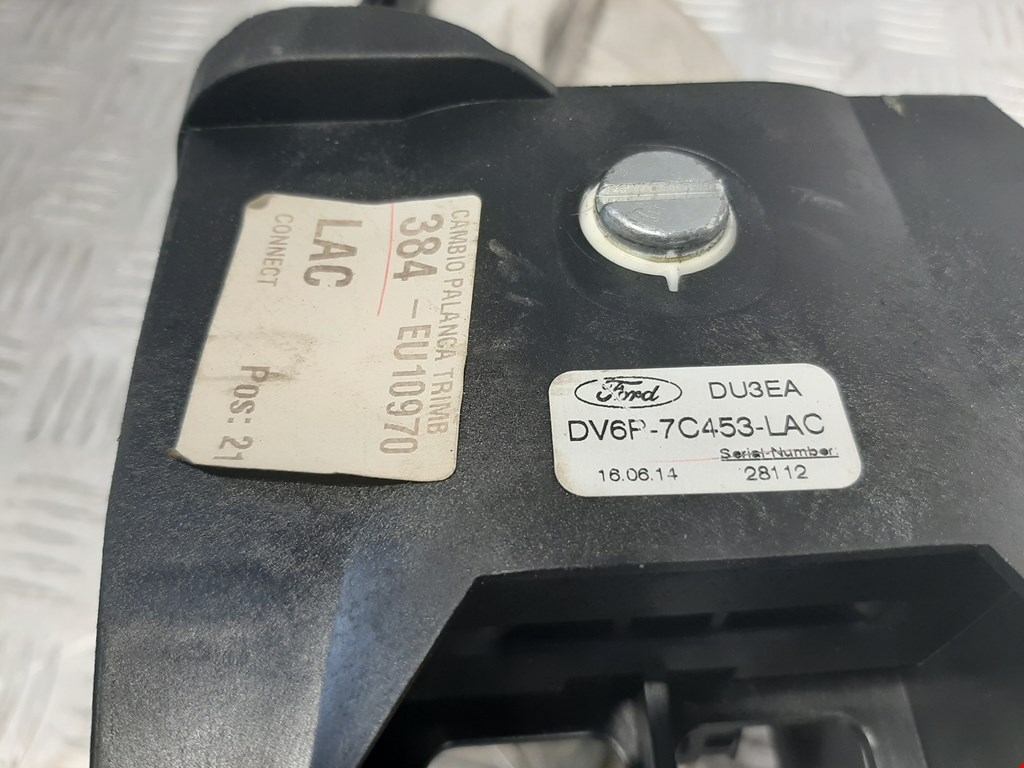 CAMBIO PALANCA TRIMB
384 - EU10970
LAC
CONNECT
Pos: 21
Ford
DU3EA
DV6P-7C453-LAC
Serial-Number
16.06.14
28112